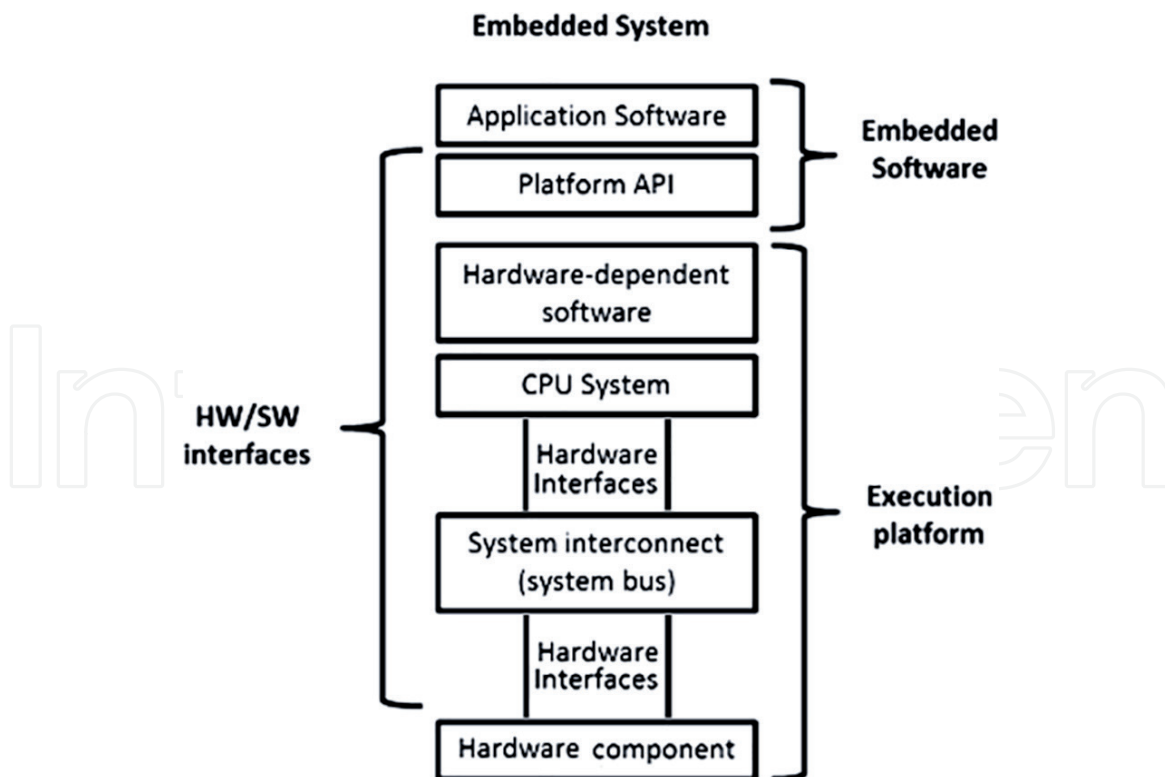 Embedded System
Application Software
Platform API
Embedded
Software
Hardware-dependent
software
CPU System
HW/SW
interfaces
Hardware
Interfaces
Execution
platform
System interconnect
(system bus)
Hardware
Interfaces
Hardware component